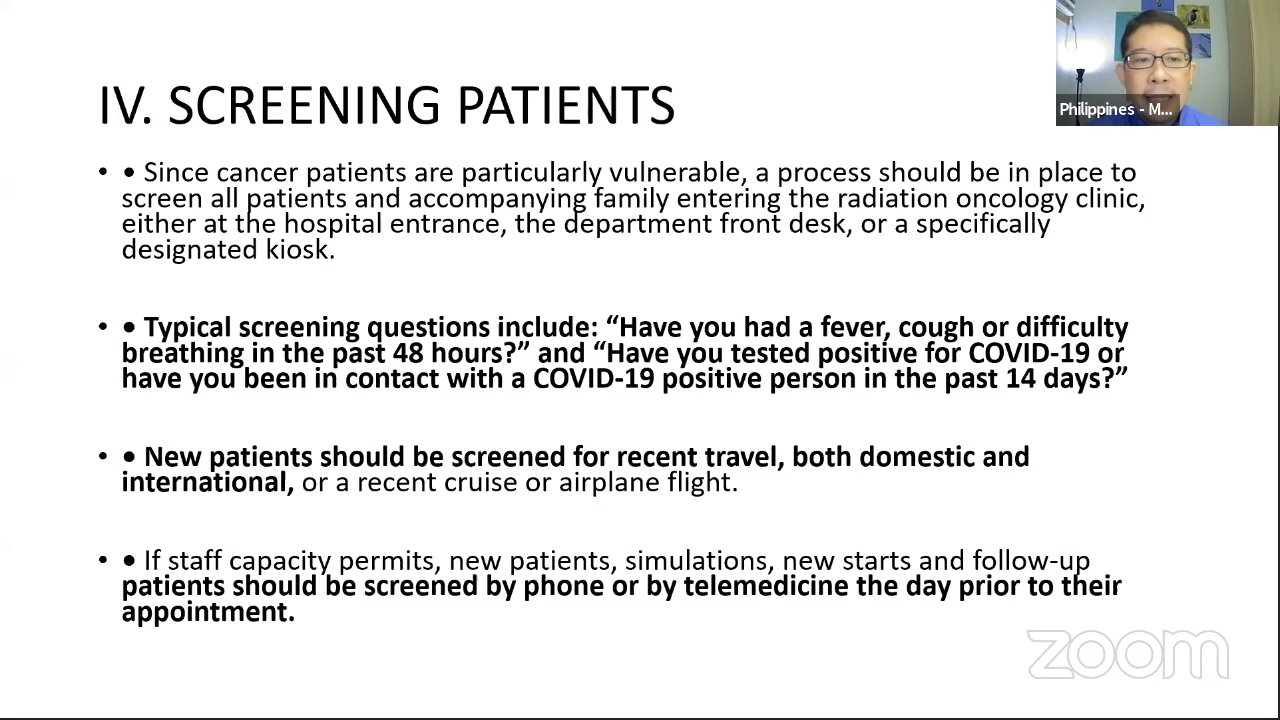 IV. SCREENING PATIENTS
Philippines - M...
• • Since cancer patients are particularly vulnerable, a process should be in place to
screen all patients and accompanying family entering the radiation oncology clinic,
either at the hospital entrance, the department front desk, or a specifically
designated kiosk.
• • Typical screening questions include: “Have you had a fever, cough or difficulty
breathing in the past 48 hours?” and “Have you tested positive for COVID-19 or
have you been in contact with a COVID-19 positive person in the past 14 days?”
• • New patients should be screened for recent travel, both domestic and
international, or a recent cruise or airplane flight.
• • If staff capacity permits, new patients, simulations, new starts and follow-up
patients should be screened by phone or by telemedicine the day prior to their
appointment.
zoom